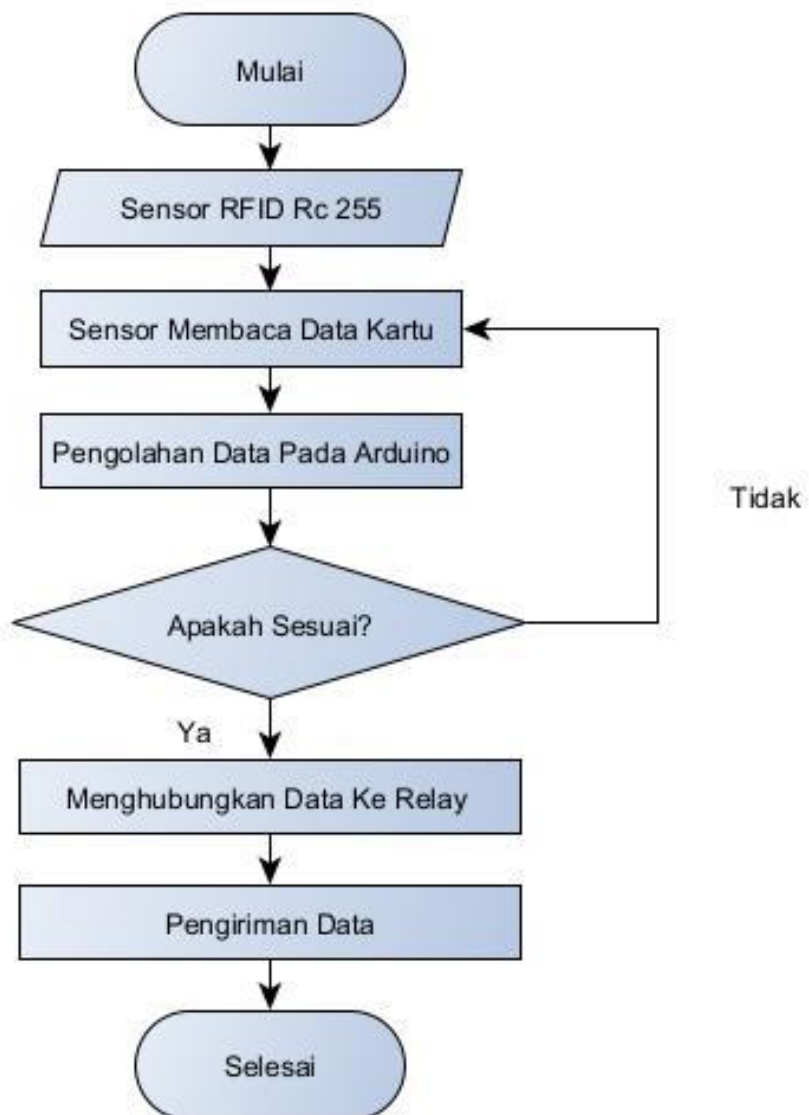 Mulai
Sensor RFID Rc 255
Sensor Membaca Data Kartu
Pengolahan Data Pada Arduino
Tidak
Apakah Sesuai?
Ya
Menghubungkan Data Ke Relay
Pengiriman Data
Selesai